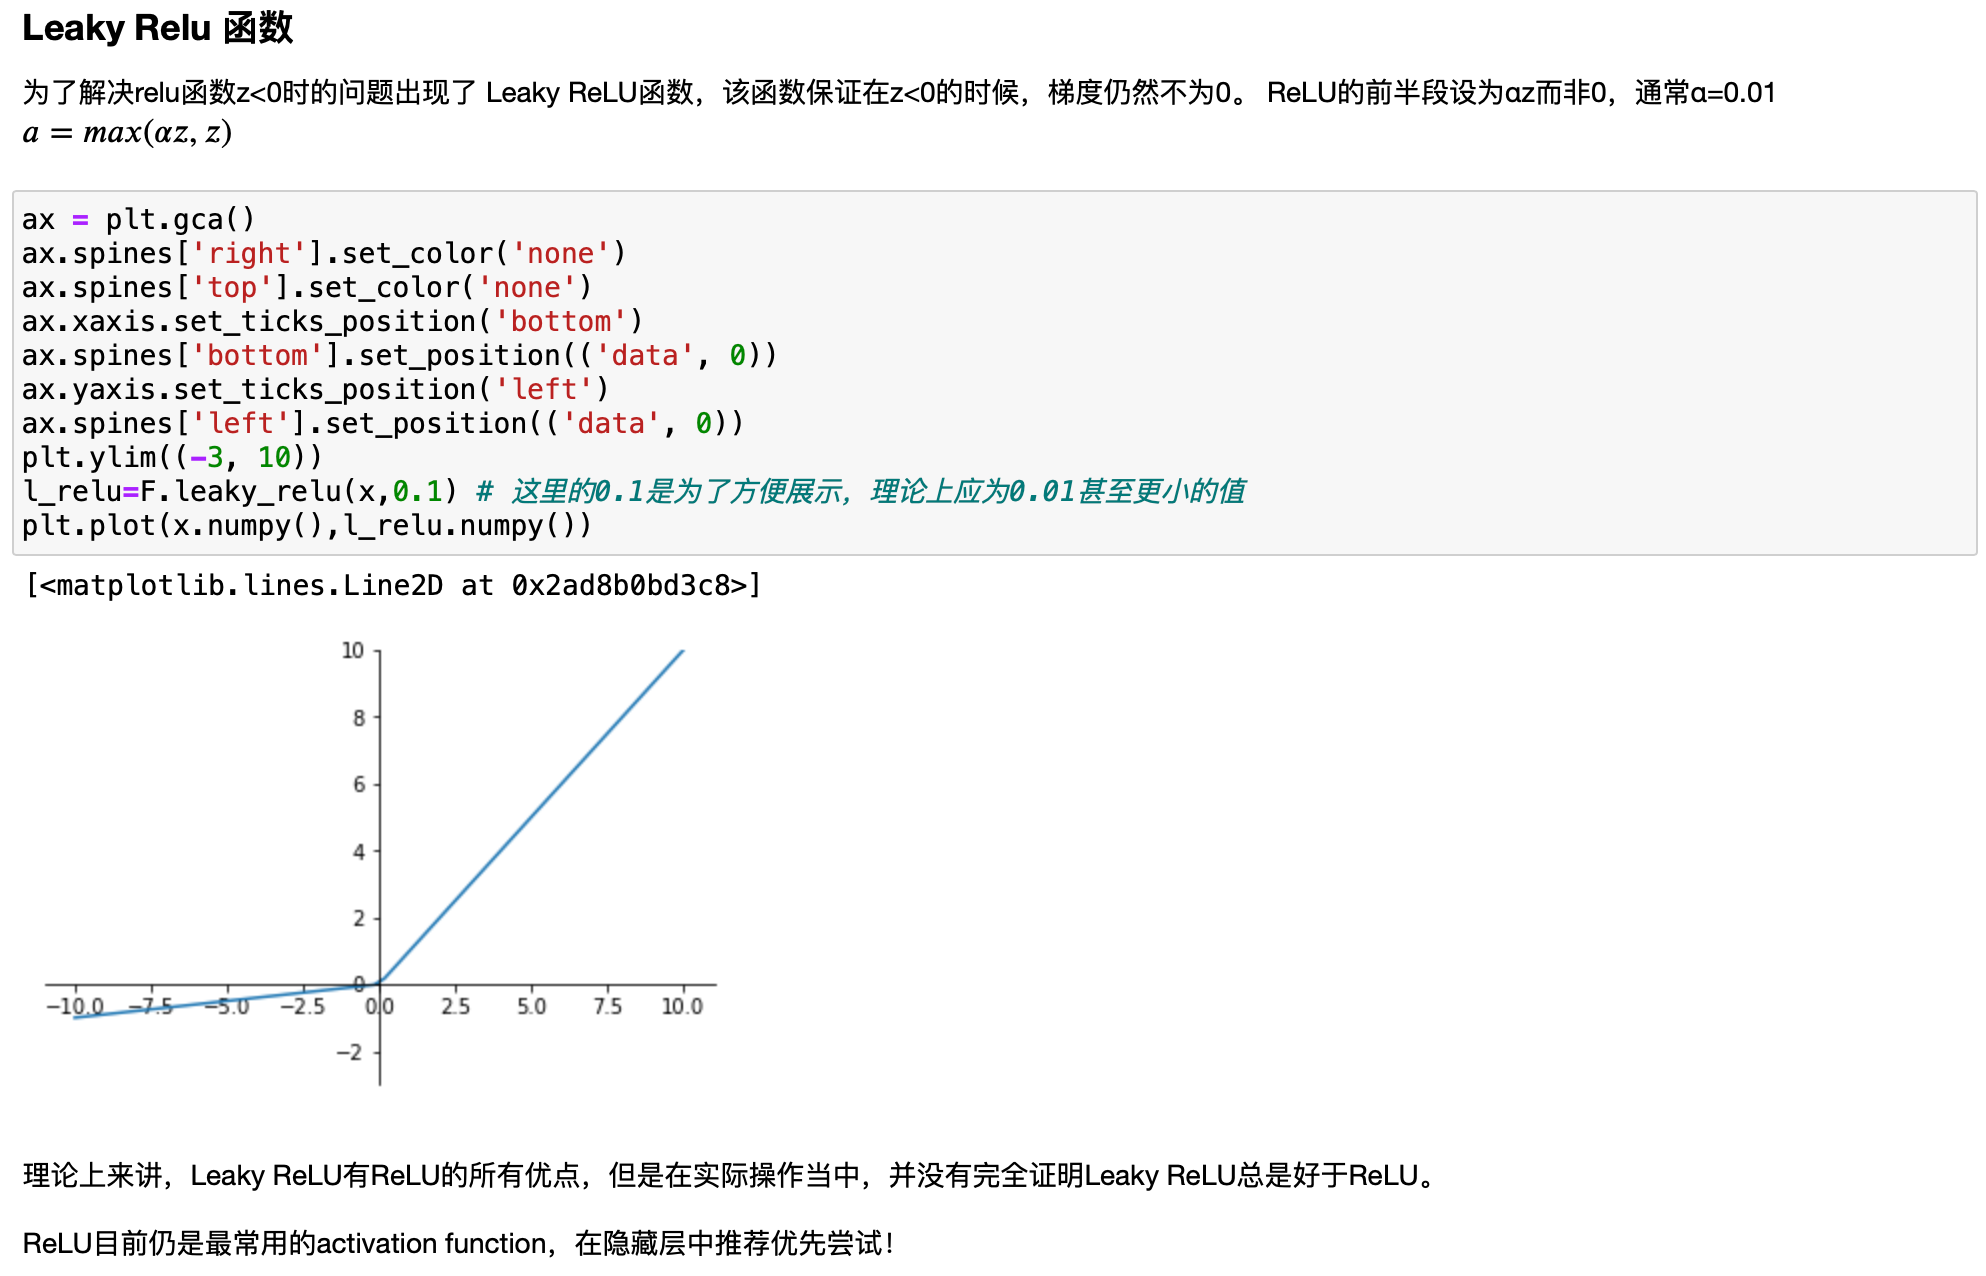 Leaky Relu 函数
为了解决relu函数z<0时的问题出现了 Leaky ReLU函数，该函数保证在z<0的时候，梯度仍然不为0。 ReLU的前半段设为αz而非0，通常α=0.01
a = max(αz, z)
ax = plt.gca()
ax.spines['right'].set_color('none')
ax.spines['top'].set_color('none')
ax.xaxis.set_ticks_position('bottom')
ax.spines['bottom'].set_position(('data', 0))
ax.yaxis.set_ticks_position('left')
ax.spines['left'].set_position(('data', 0))
plt.ylim((-3, 10))
l_relu=F.leaky_relu(x,0.1) # 这里的0.1是为了方便展示，理论上应为0.01甚至更小的值
plt.plot(x.numpy(),l_relu.numpy())
[<matplotlib.lines.Line2D at 0x2ad8b0bd3c8>]
10
8
6
4
2
0
−10.0 −7.5 −5.0 −2.5 0.0 2.5 5.0 7.5 10.0
−2
理论上来讲，Leaky ReLU有ReLU的所有优点，但是在实际操作当中，并没有完全证明Leaky ReLU总是好于ReLU。
ReLU目前仍是最常用的activation function，在隐藏层中推荐优先尝试！